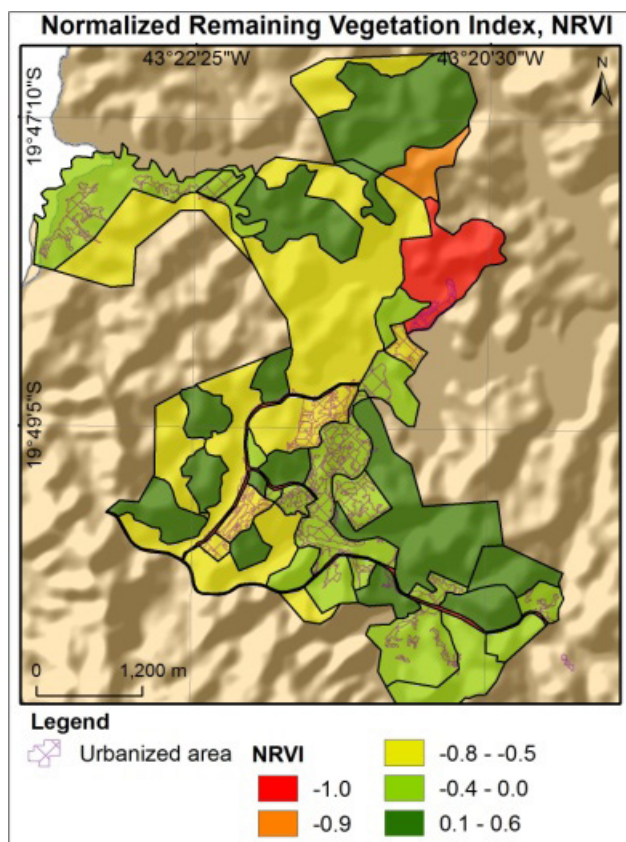 Normalized Remaining Vegetation Index, NRVI
43°22'25"W
43°20'30"W
N
19°47'10"S
19°49'5"S
0
1,200 m
Legend
Urbanized area
NRVI
-1.0
-0.9
-0.8 - -0.5
-0.4 - 0.0
0.1 - 0.6